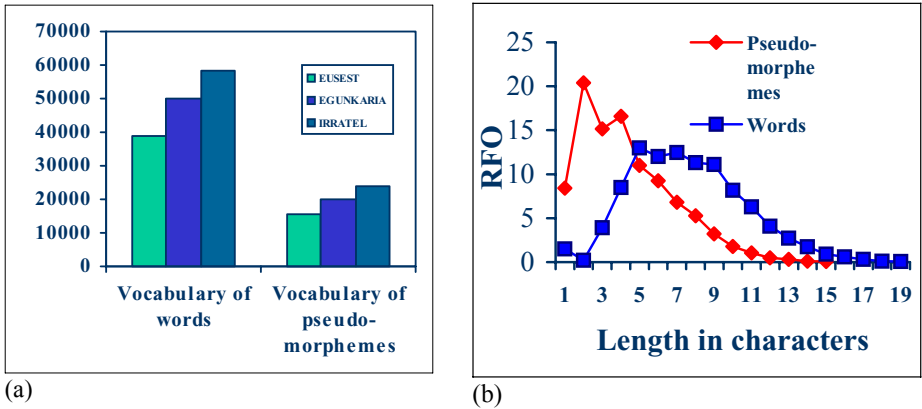 70000
60000
50000
40000
30000
20000
10000
0
EUSEST
EGUNKARIA
IRRATEL
Vocabulary of
words
Vocabulary of
pseudo-
morphemes
(a)
25
20
15
10
5
0
RFO
Pseudo-
morphe
mes
Words
1 3 5 7 9 11 13 15 17 19
Length in characters
(b)